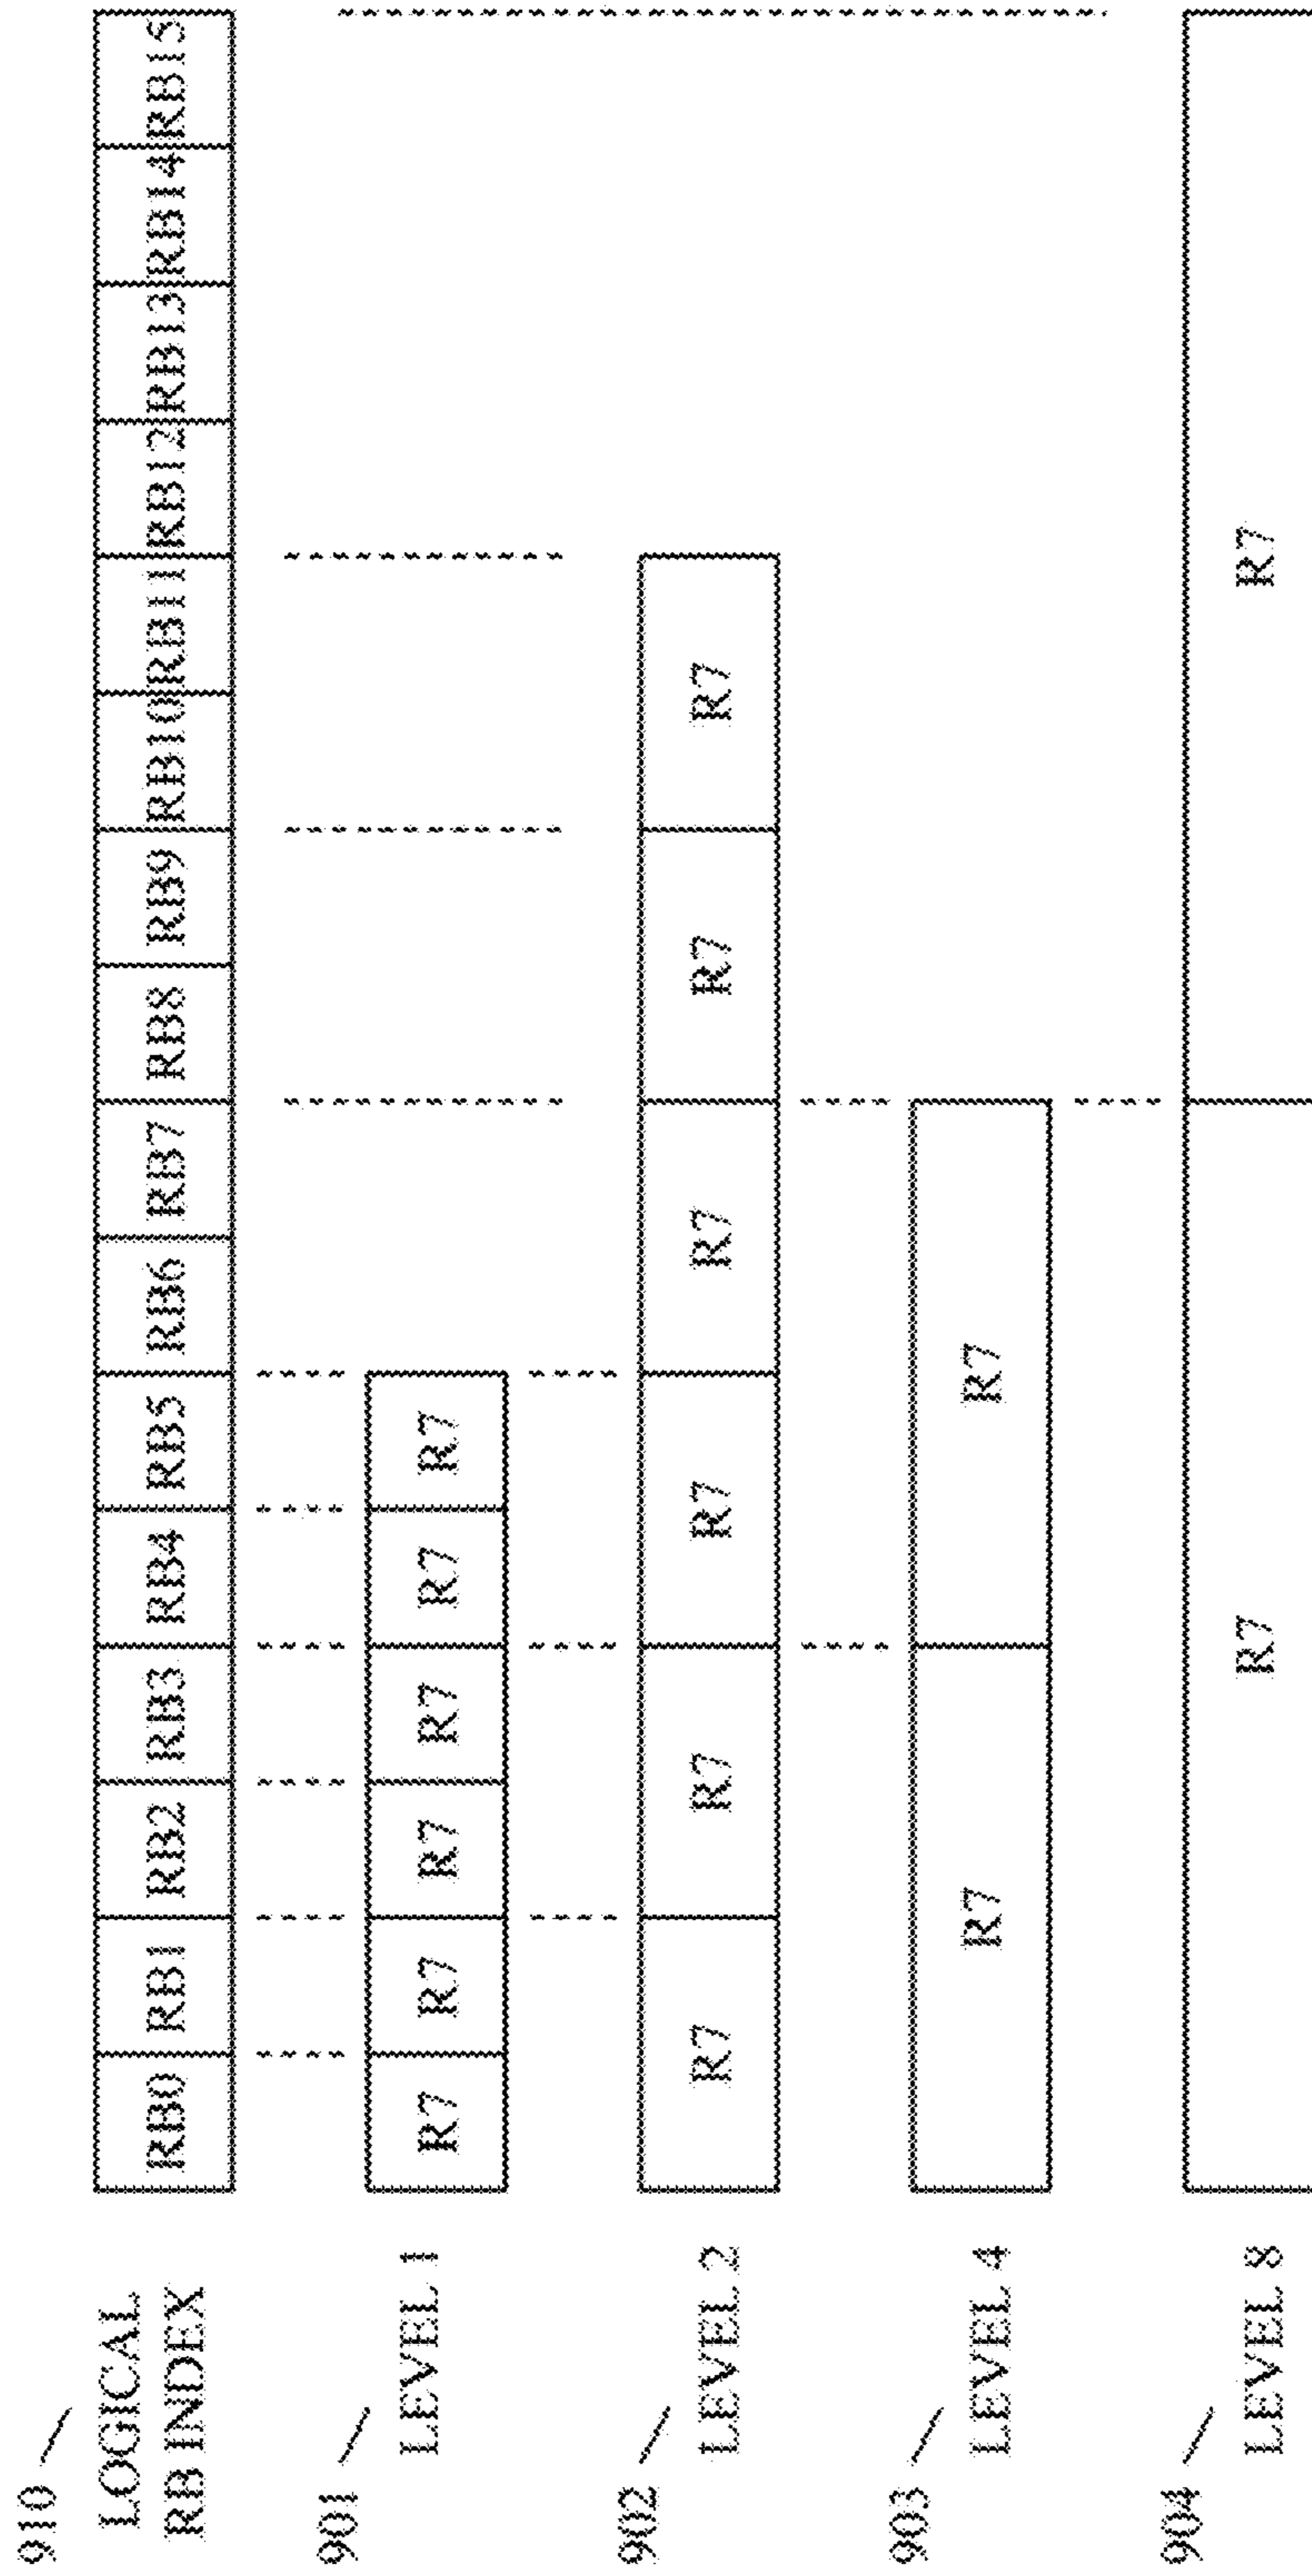 910
LOGICAL
RB INDEX
RB0 RB1 RB2 RB3 RB4 RB5 RB6 RB7 RB8 RB9 RB10 RB11 RB12 RB13 RB14 RB15
901
LEVEL 1
R7 R7 R7 R7 R7 R7
902
LEVEL 2
R7 R7 R7 R7 R7 R7
903
LEVEL 4
R7 R7
904
LEVEL 8
R7 R7